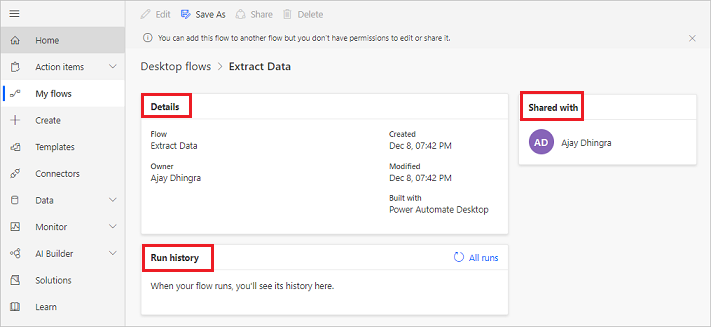 Edit Save As Share Delete
You can add this flow to another flow but you don't have permissions to edit or share it.
Home
Action items
My flows
Create
Templates
Connectors
Data
Monitor
AI Builder
Solutions
Learn
Desktop flows > Extract Data
Details
Flow
Extract Data
Owner
Ajay Dhingra
Created
Dec 8, 07:42 PM
Modified
Dec 8, 07:42 PM
Built with
Power Automate Desktop
Shared with
AD Ajay Dhingra
Run history
All runs
When your flow runs, you'll see its history here.